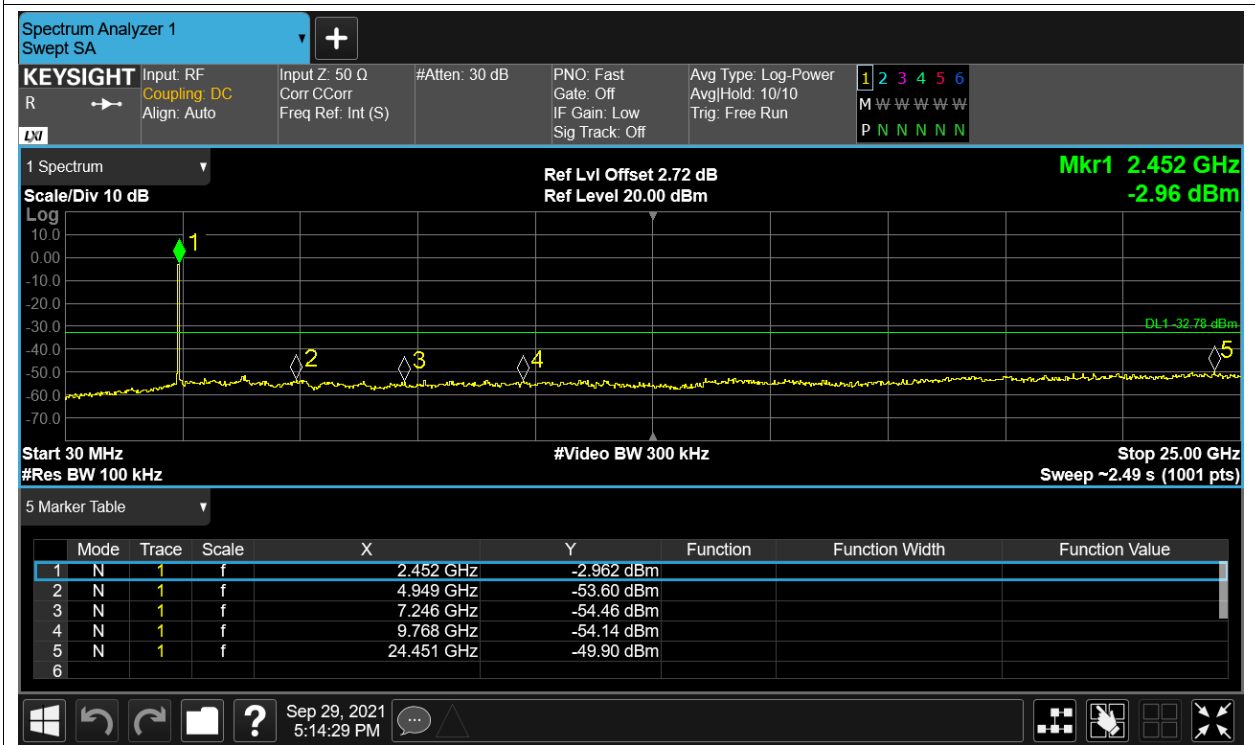 Spectrum Analyzer 1
Swept SA
KEYSIGHT
R
LXI
Input: RF
Coupling: DC
Align: Auto
Input Z: 50 Ω
Corr CCorr
Freq Ref: Int (S)
#Atten: 30 dB
PNO: Fast
Gate: Off
IF Gain: Low
Sig Track: Off
Avg Type: Log-Power
Avg|Hold: 10/10
Trig: Free Run
1 2 3 4 5 6
M W W W W W
P N N N N N
1 Spectrum
Scale/Div 10 dB
Ref Lvl Offset 2.72 dB
Ref Level 20.00 dBm
Mkr1 2.452 GHz
-2.96 dBm
Log
10.0
0.00
-10.0
-20.0
-30.0
-40.0
-50.0
-60.0
-70.0
1
2
3
4
5
DL1 -32.78 dBm
Start 30 MHz
#Res BW 100 kHz
#Video BW 300 kHz
Stop 25.00 GHz
Sweep ~2.49 s (1001 pts)
5 Marker Table
Mode Trace Scale X Y Function Function Width Function Value
1 N 1 f 2.452 GHz -2.962 dBm
2 N 1 f 4.949 GHz -53.60 dBm
3 N 1 f 7.246 GHz -54.46 dBm
4 N 1 f 9.768 GHz -54.14 dBm
5 N 1 f 24.451 GHz -49.90 dBm
6
?
Sep 29, 2021
5:14:29 PM